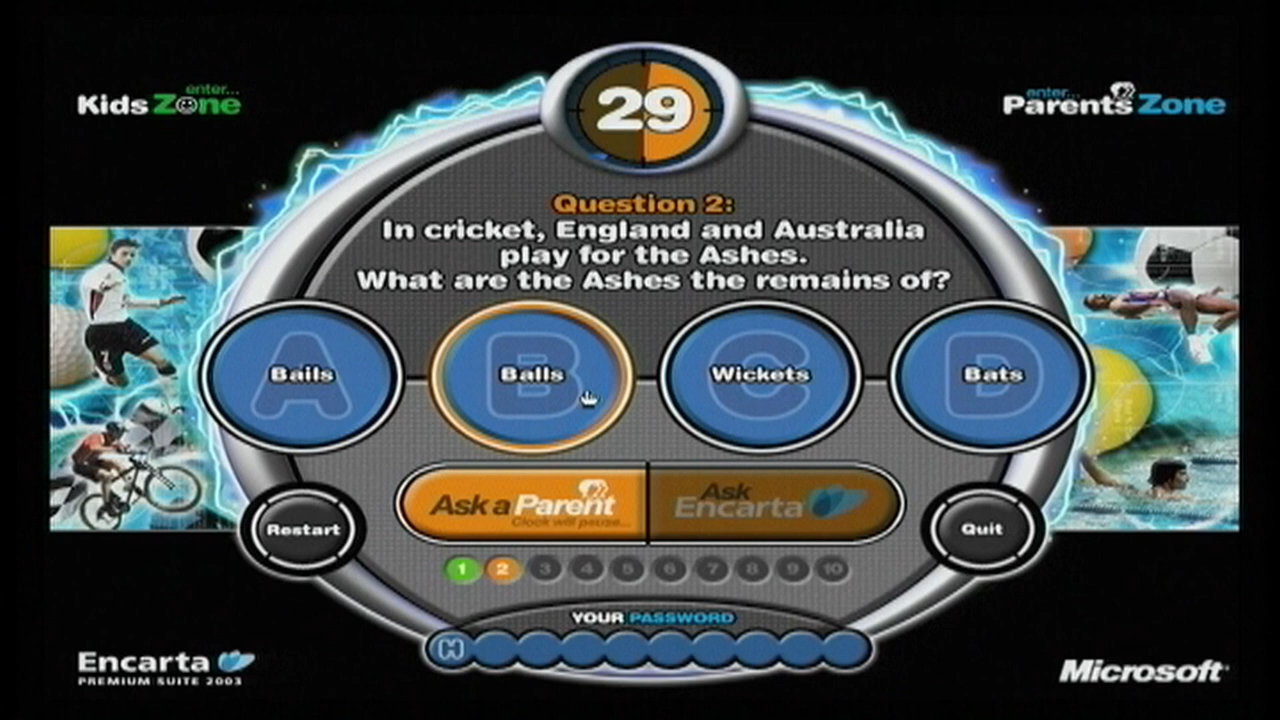 enter...
Kids Zone
enter...
Parents Zone
29
Question 2:
In cricket, England and Australia
play for the Ashes.
What are the Ashes the remains of?
A
Bails
B
Balls
C
Wickets
D
Bats
Ask a Parent
Clock will pause...
Ask
Encarta
Restart
Quit
1 2 3 4 5 6 7 8 9 10
YOUR PASSWORD
H
Encarta
PREMIUM SUITE 2003
Microsoft